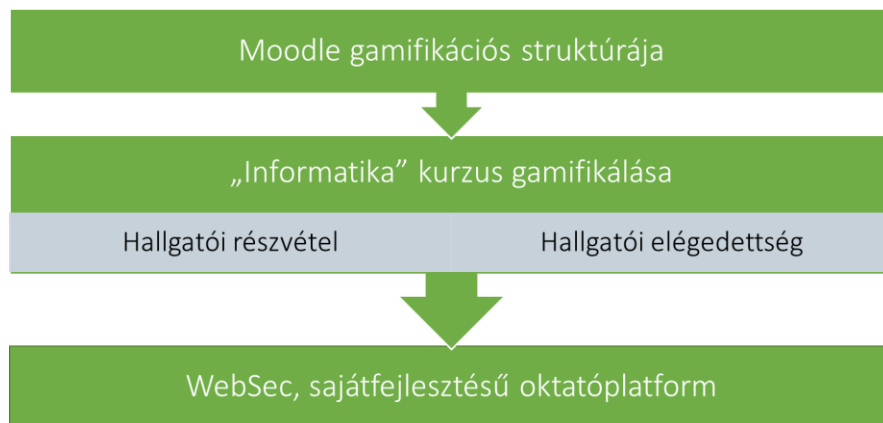 Moodle gamifikációs struktúrája
„Informatika” kurzus gamifikálása
Hallgatói részvétel
Hallgatói elégedettség
WebSec, sajátfejlesztésű oktatóplatform